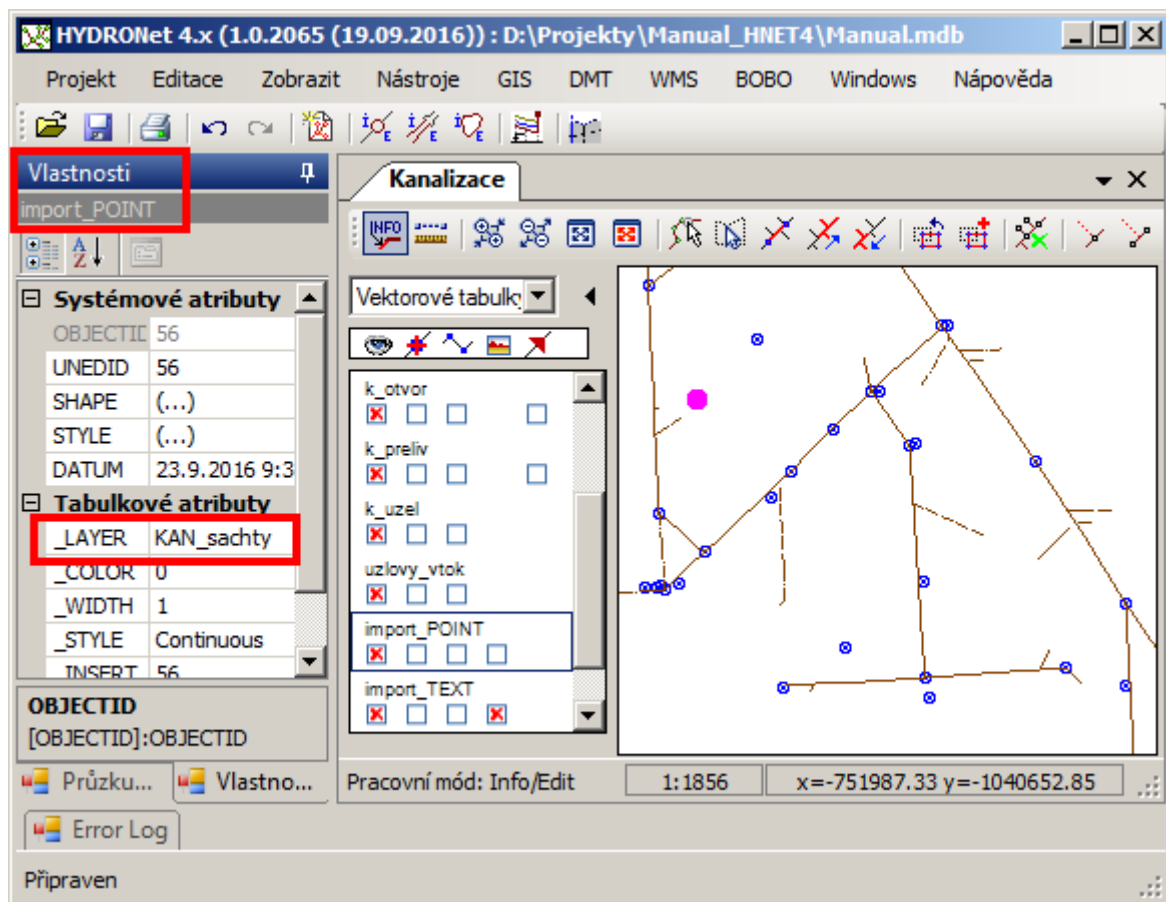 HYDRONet 4.x (1.0.2065 (19.09.2016)) : D:\Projekty\Manual_HNET4\Manual.mdb
Projekt Editace Zobrazit Nástroje GIS DMT WMS BOBO Windows Nápověda
Vlastnosti
import_POINT
Systémové atributy
OBJECTID 56
UNEDID 56
SHAPE (...)
STYLE (...)
DATUM 23.9.2016 9:3
Tabulkové atributy
_LAYER KAN_sachty
_COLOR 0
_WIDTH 1
_STYLE Continuous
_INSERT 56
OBJECTID
[OBJECTID]:OBJECTID
Průzku... Vlastno...
Kanalizace
INFO
Vektorové tabulky
k_otvor
k_preliv
k_uzel
uzlovy_vtok
import_POINT
import_TEXT
Pracovní mód: Info/Edit 1:1856 x=-751987.33 y=-1040652.85
Error Log
Připraven